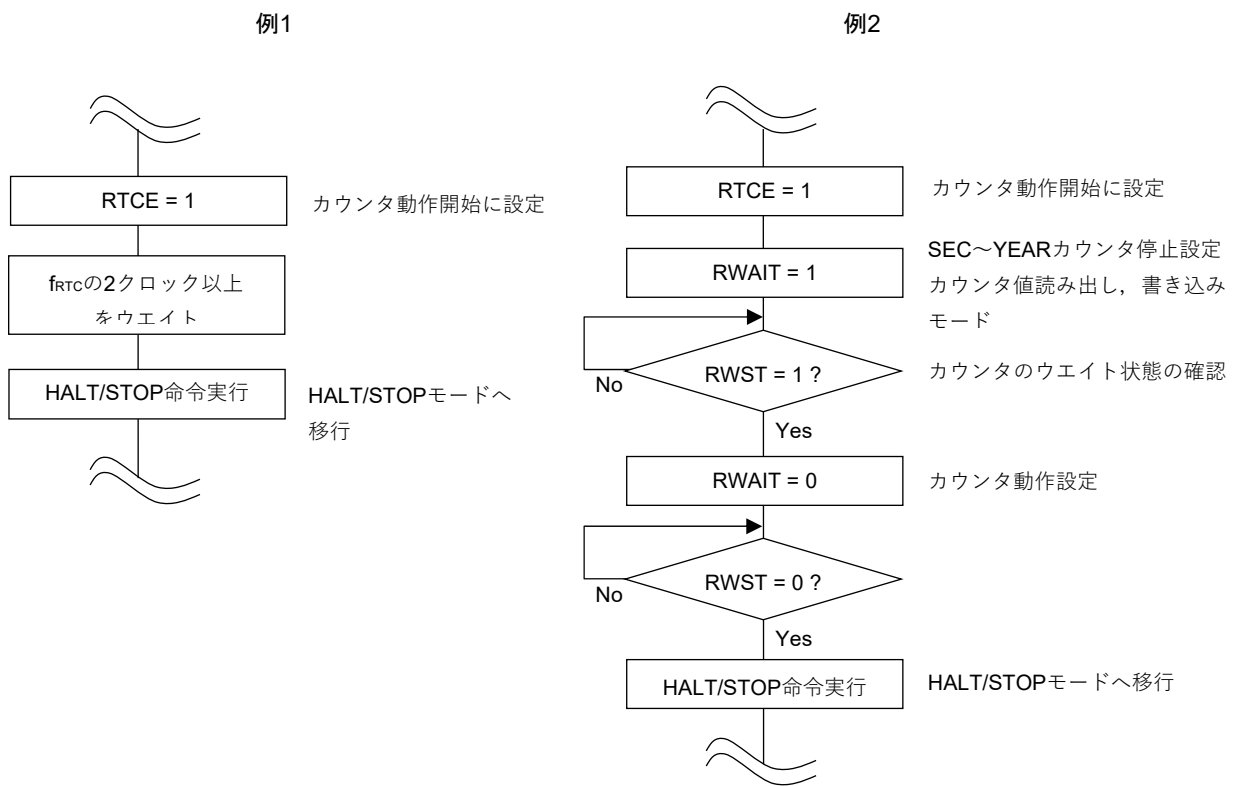 例1
RTCE = 1
カウンタ動作開始に設定
fRTCの2クロック以上
をウエイト
HALT/STOP命令実行
HALT/STOPモードへ
移行
例2
RTCE = 1
カウンタ動作開始に設定
RWAIT = 1
SEC～YEARカウンタ停止設定
カウンタ値読み出し，書き込み
モード
RWST = 1 ?
カウンタのウエイト状態の確認
No
Yes
RWAIT = 0
カウンタ動作設定
RWST = 0 ?
No
Yes
HALT/STOP命令実行
HALT/STOPモードへ移行